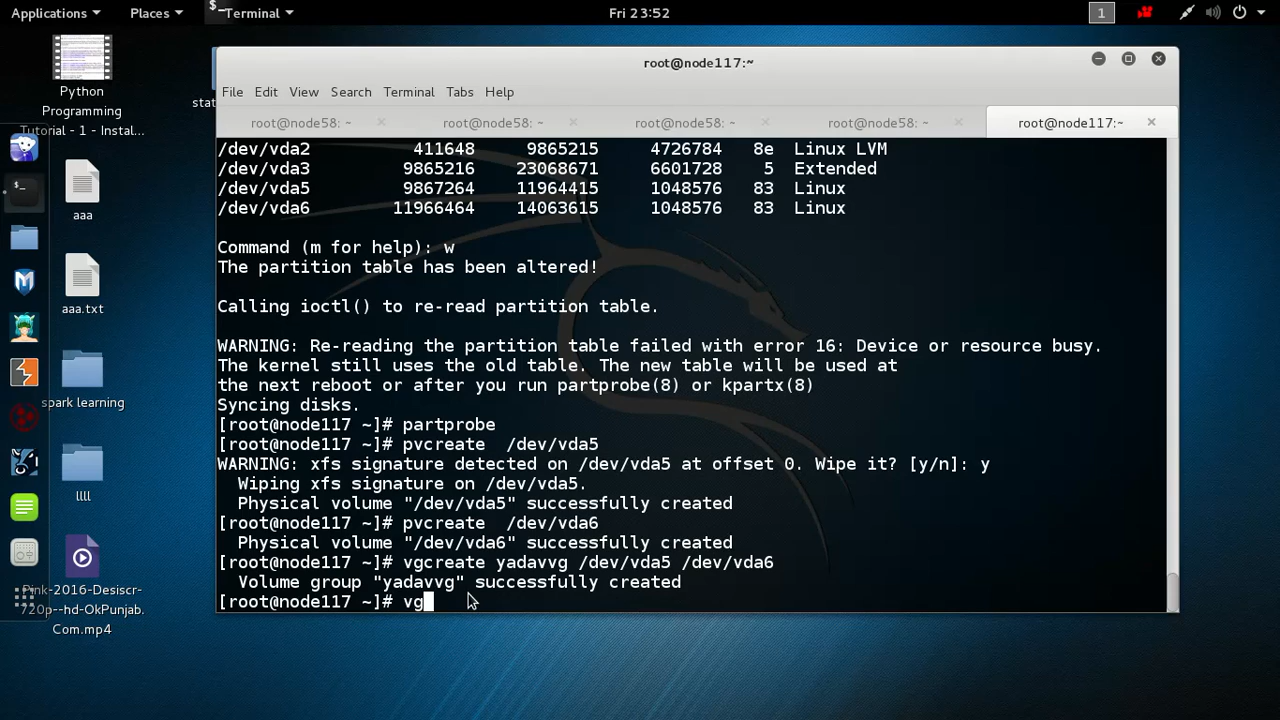 Applications Places Terminal Fri 23:52 1
root@node117:~
Python
Programming
Tutorial - 1 - Instal...
stat
File Edit View Search Terminal Tabs Help
root@node58: ~ root@node58: ~ root@node58: ~ root@node58: ~ root@node117:~
/dev/vda2 411648 9865215 4726784 8e Linux LVM
/dev/vda3 9865216 23068671 6601728 5 Extended
/dev/vda5 9867264 11964415 1048576 83 Linux
/dev/vda6 11966464 14063615 1048576 83 Linux
Command (m for help): w
The partition table has been altered!
Calling ioctl() to re-read partition table.
WARNING: Re-reading the partition table failed with error 16: Device or resource busy.
The kernel still uses the old table. The new table will be used at
the next reboot or after you run partprobe(8) or kpartx(8)
Syncing disks.
[root@node117 ~]# partprobe
[root@node117 ~]# pvcreate /dev/vda5
WARNING: xfs signature detected on /dev/vda5 at offset 0. Wipe it? [y/n]: y
Wiping xfs signature on /dev/vda5.
Physical volume "/dev/vda5" successfully created
[root@node117 ~]# pvcreate /dev/vda6
Physical volume "/dev/vda6" successfully created
[root@node117 ~]# vgcreate yadavvg /dev/vda5 /dev/vda6
Volume group "yadavvg" successfully created
[root@node117 ~]# vg
aaa
aaa.txt
spark learning
llll
Pink-2016-Desiscr-
720p--hd-OkPunjab.
Com.mp4